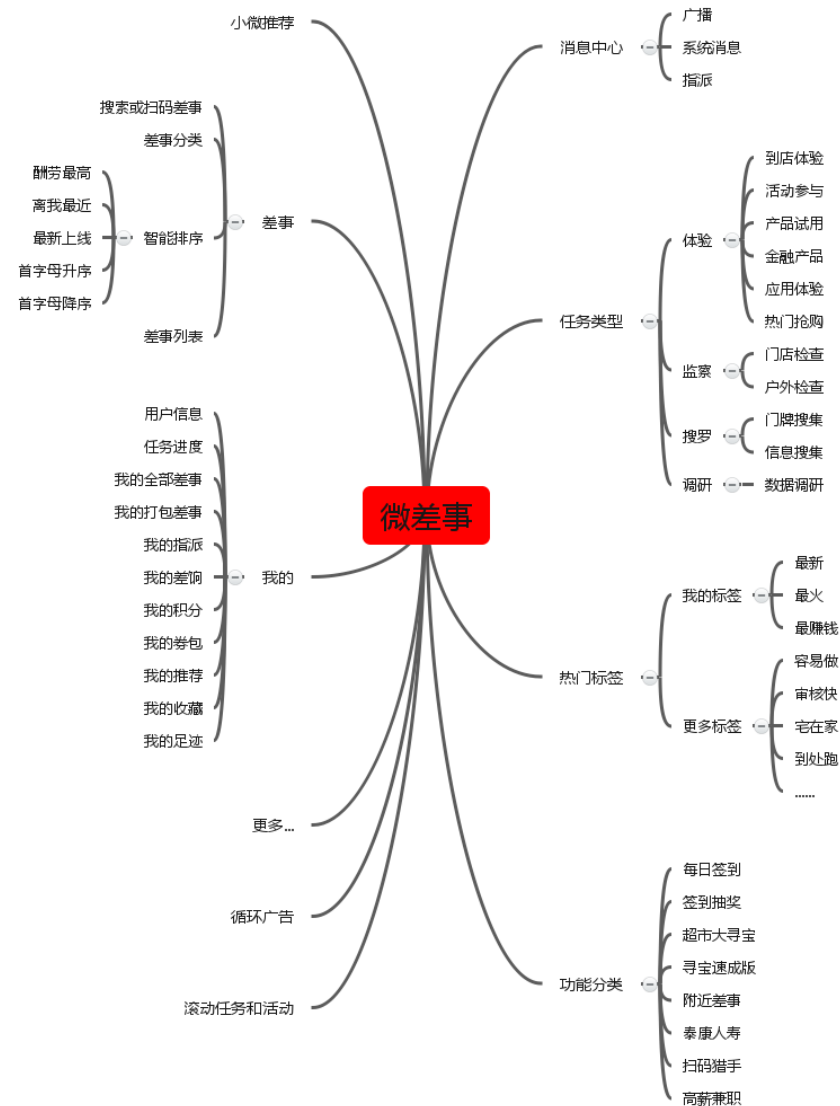 微差事
消息中心
广播
系统消息
指派
任务类型
体验
到店体验
活动参与
产品试用
金融产品
应用体验
热门抢购
监察
门店检查
户外检查
搜罗
门牌搜集
信息搜集
调研
数据调研
热门标签
我的标签
最新
最火
最赚钱
更多标签
容易做
审核快
宅在家
到处跑
......
功能分类
每日签到
签到抽奖
超市大寻宝
寻宝速成版
附近差事
泰康人寿
扫码猎手
高薪兼职
小微推荐
差事
搜索或扫码差事
差事分类
智能排序
酬劳最高
离我最近
最新上线
首字母升序
首字母降序
差事列表
我的
用户信息
任务进度
我的全部差事
我的打包差事
我的指派
我的差饷
我的积分
我的券包
我的推荐
我的收藏
我的足迹
更多...
循环广告
滚动任务和活动